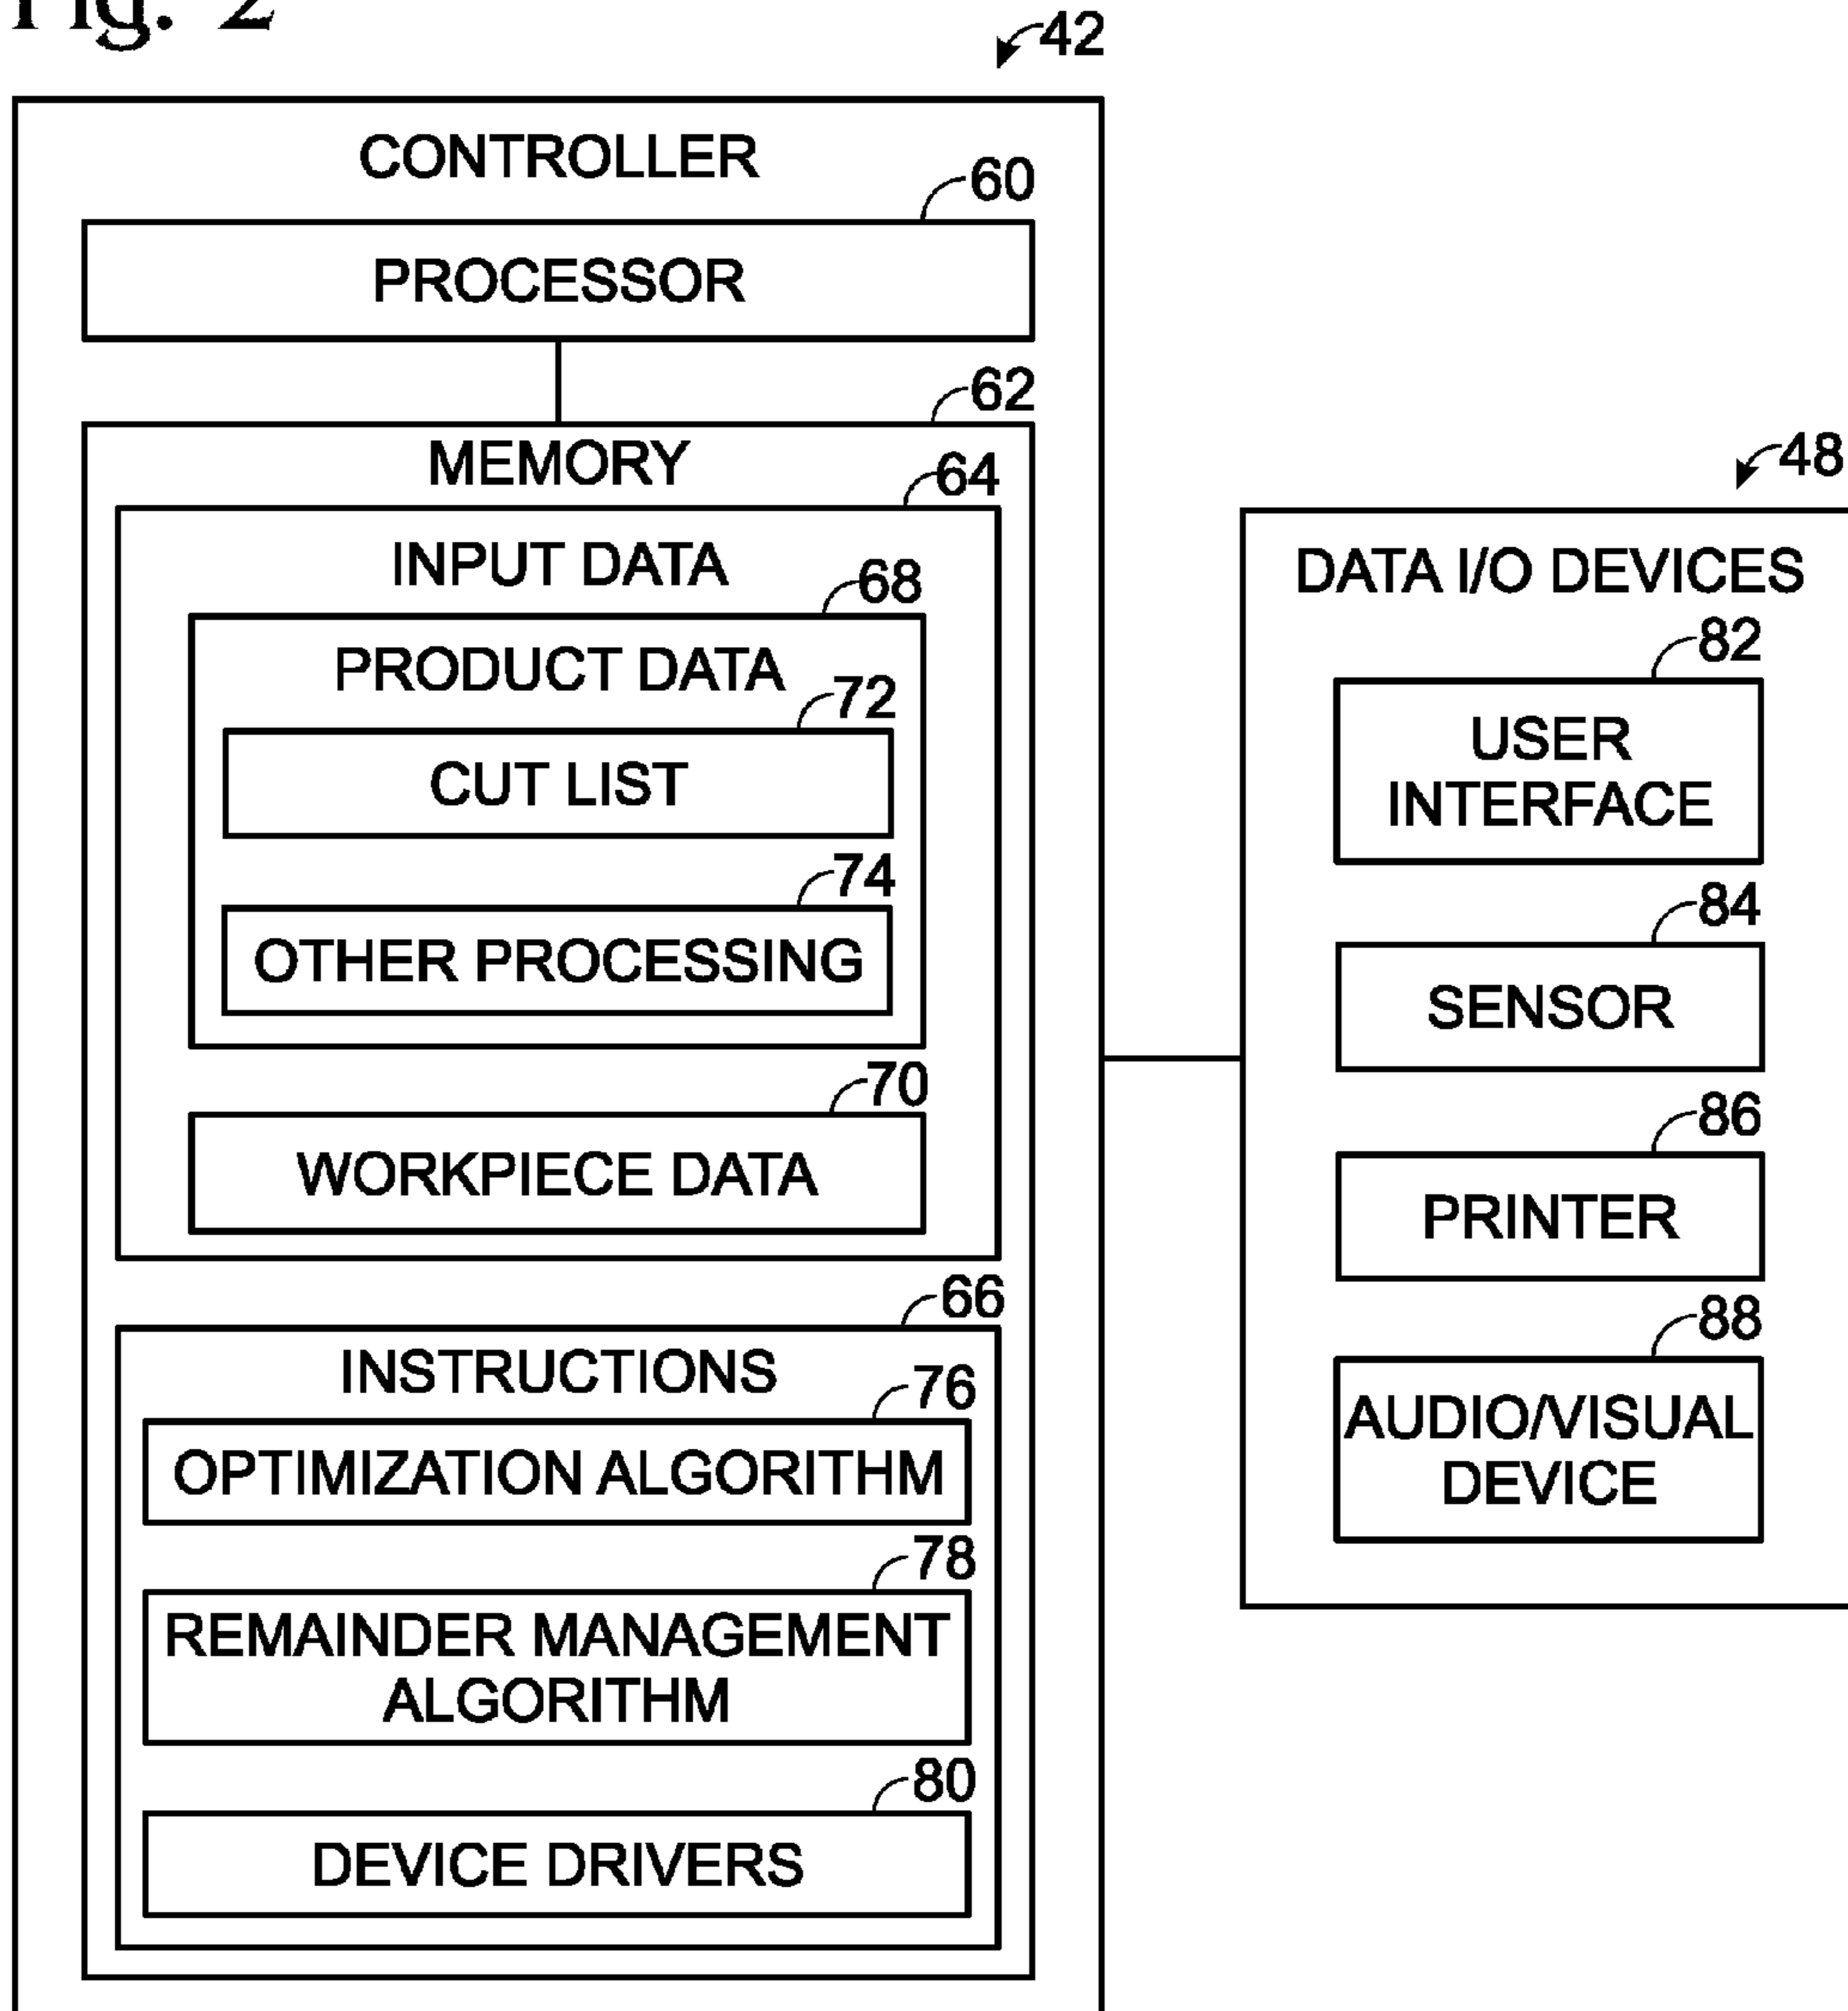 Fig. 2
42
CONTROLLER
60
PROCESSOR
62
MEMORY
64
INPUT DATA
68
PRODUCT DATA
72
CUT LIST
74
OTHER PROCESSING
70
WORKPIECE DATA
66
INSTRUCTIONS
76
OPTIMIZATION ALGORITHM
78
REMAINDER MANAGEMENT
ALGORITHM
80
DEVICE DRIVERS
48
DATA I/O DEVICES
82
USER
INTERFACE
84
SENSOR
86
PRINTER
88
AUDIO/VISUAL
DEVICE